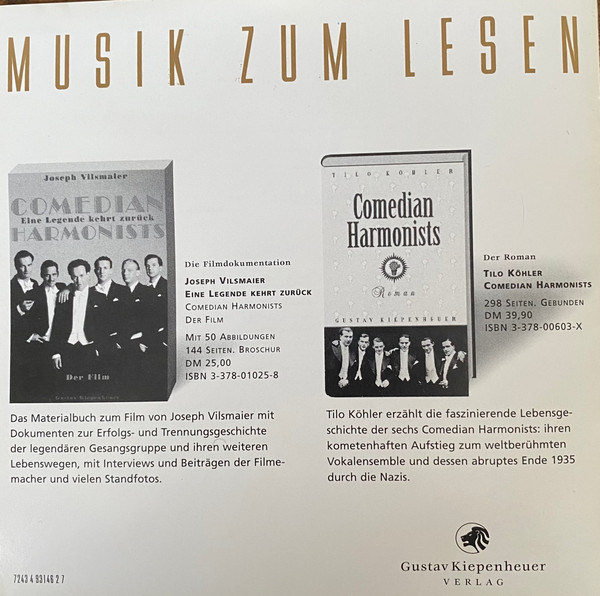 MUSIK ZUM LESEN
Joseph Vilsmaier
COMEDIAN
Eine Legende kehrt zurück
HARMONISTS
Der Film
Gustav Kiepenheuer
Die Filmdokumentation
JOSEPH VILSMAIER
EINE LEGENDE KEHRT ZURÜCK
COMEDIAN HARMONISTS
DER FILM
MIT 50 ABBILDUNGEN
144 SEITEN. BROSCHUR
DM 25,00
ISBN 3-378-01025-8
Das Materialbuch zum Film von Joseph Vilsmaier mit
Dokumenten zur Erfolgs- und Trennungsgeschichte
der legendären Gesangsgruppe und ihren weiteren
Lebenswegen, mit Interviews und Beiträgen der Filme-
macher und vielen Standfotos.
TILO KÖHLER
Comedian
Harmonists
Roman
GUSTAV KIEPENHEUER
Der Roman
TILO KÖHLER
COMEDIAN HARMONISTS
298 SEITEN. GEBUNDEN
DM 39,90
ISBN 3-378-00603-X
Tilo Köhler erzählt die faszinierende Lebensge-
schichte der sechs Comedian Harmonists: ihren
kometenhaften Aufstieg zum weltberühmten
Vokalensemble und dessen abruptes Ende 1935
durch die Nazis.
Gustav Kiepenheuer
VERLAG
7243 4 93146 2 7